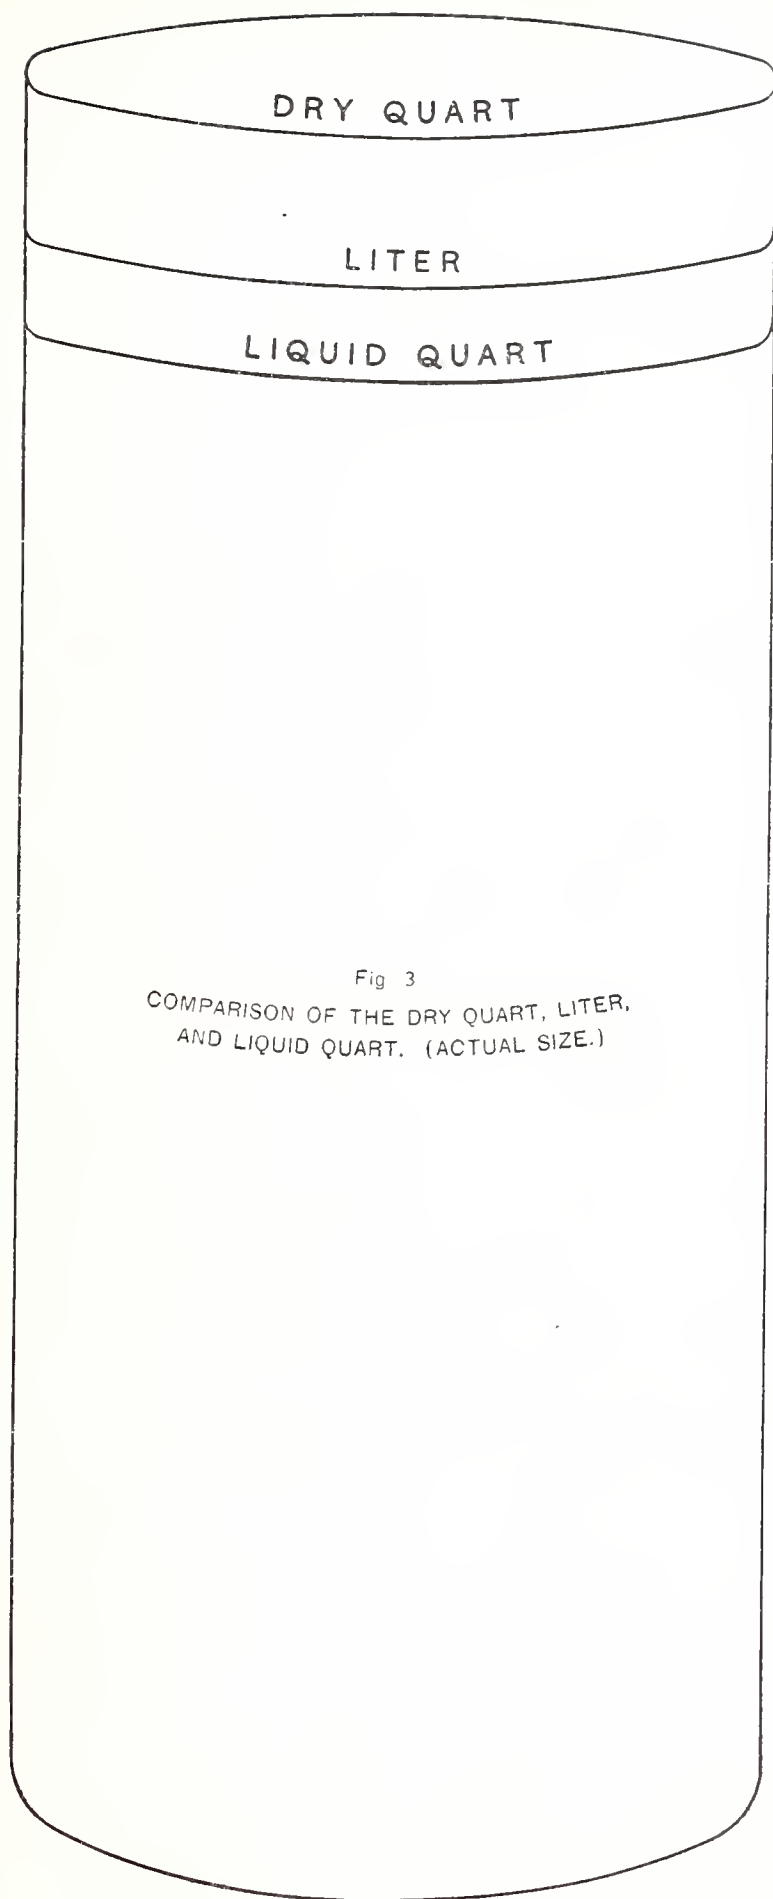 DRY QUART
LITER
LIQUID QUART
Fig 3
COMPARISON OF THE DRY QUART, LITER,
AND LIQUID QUART. (ACTUAL SIZE.)